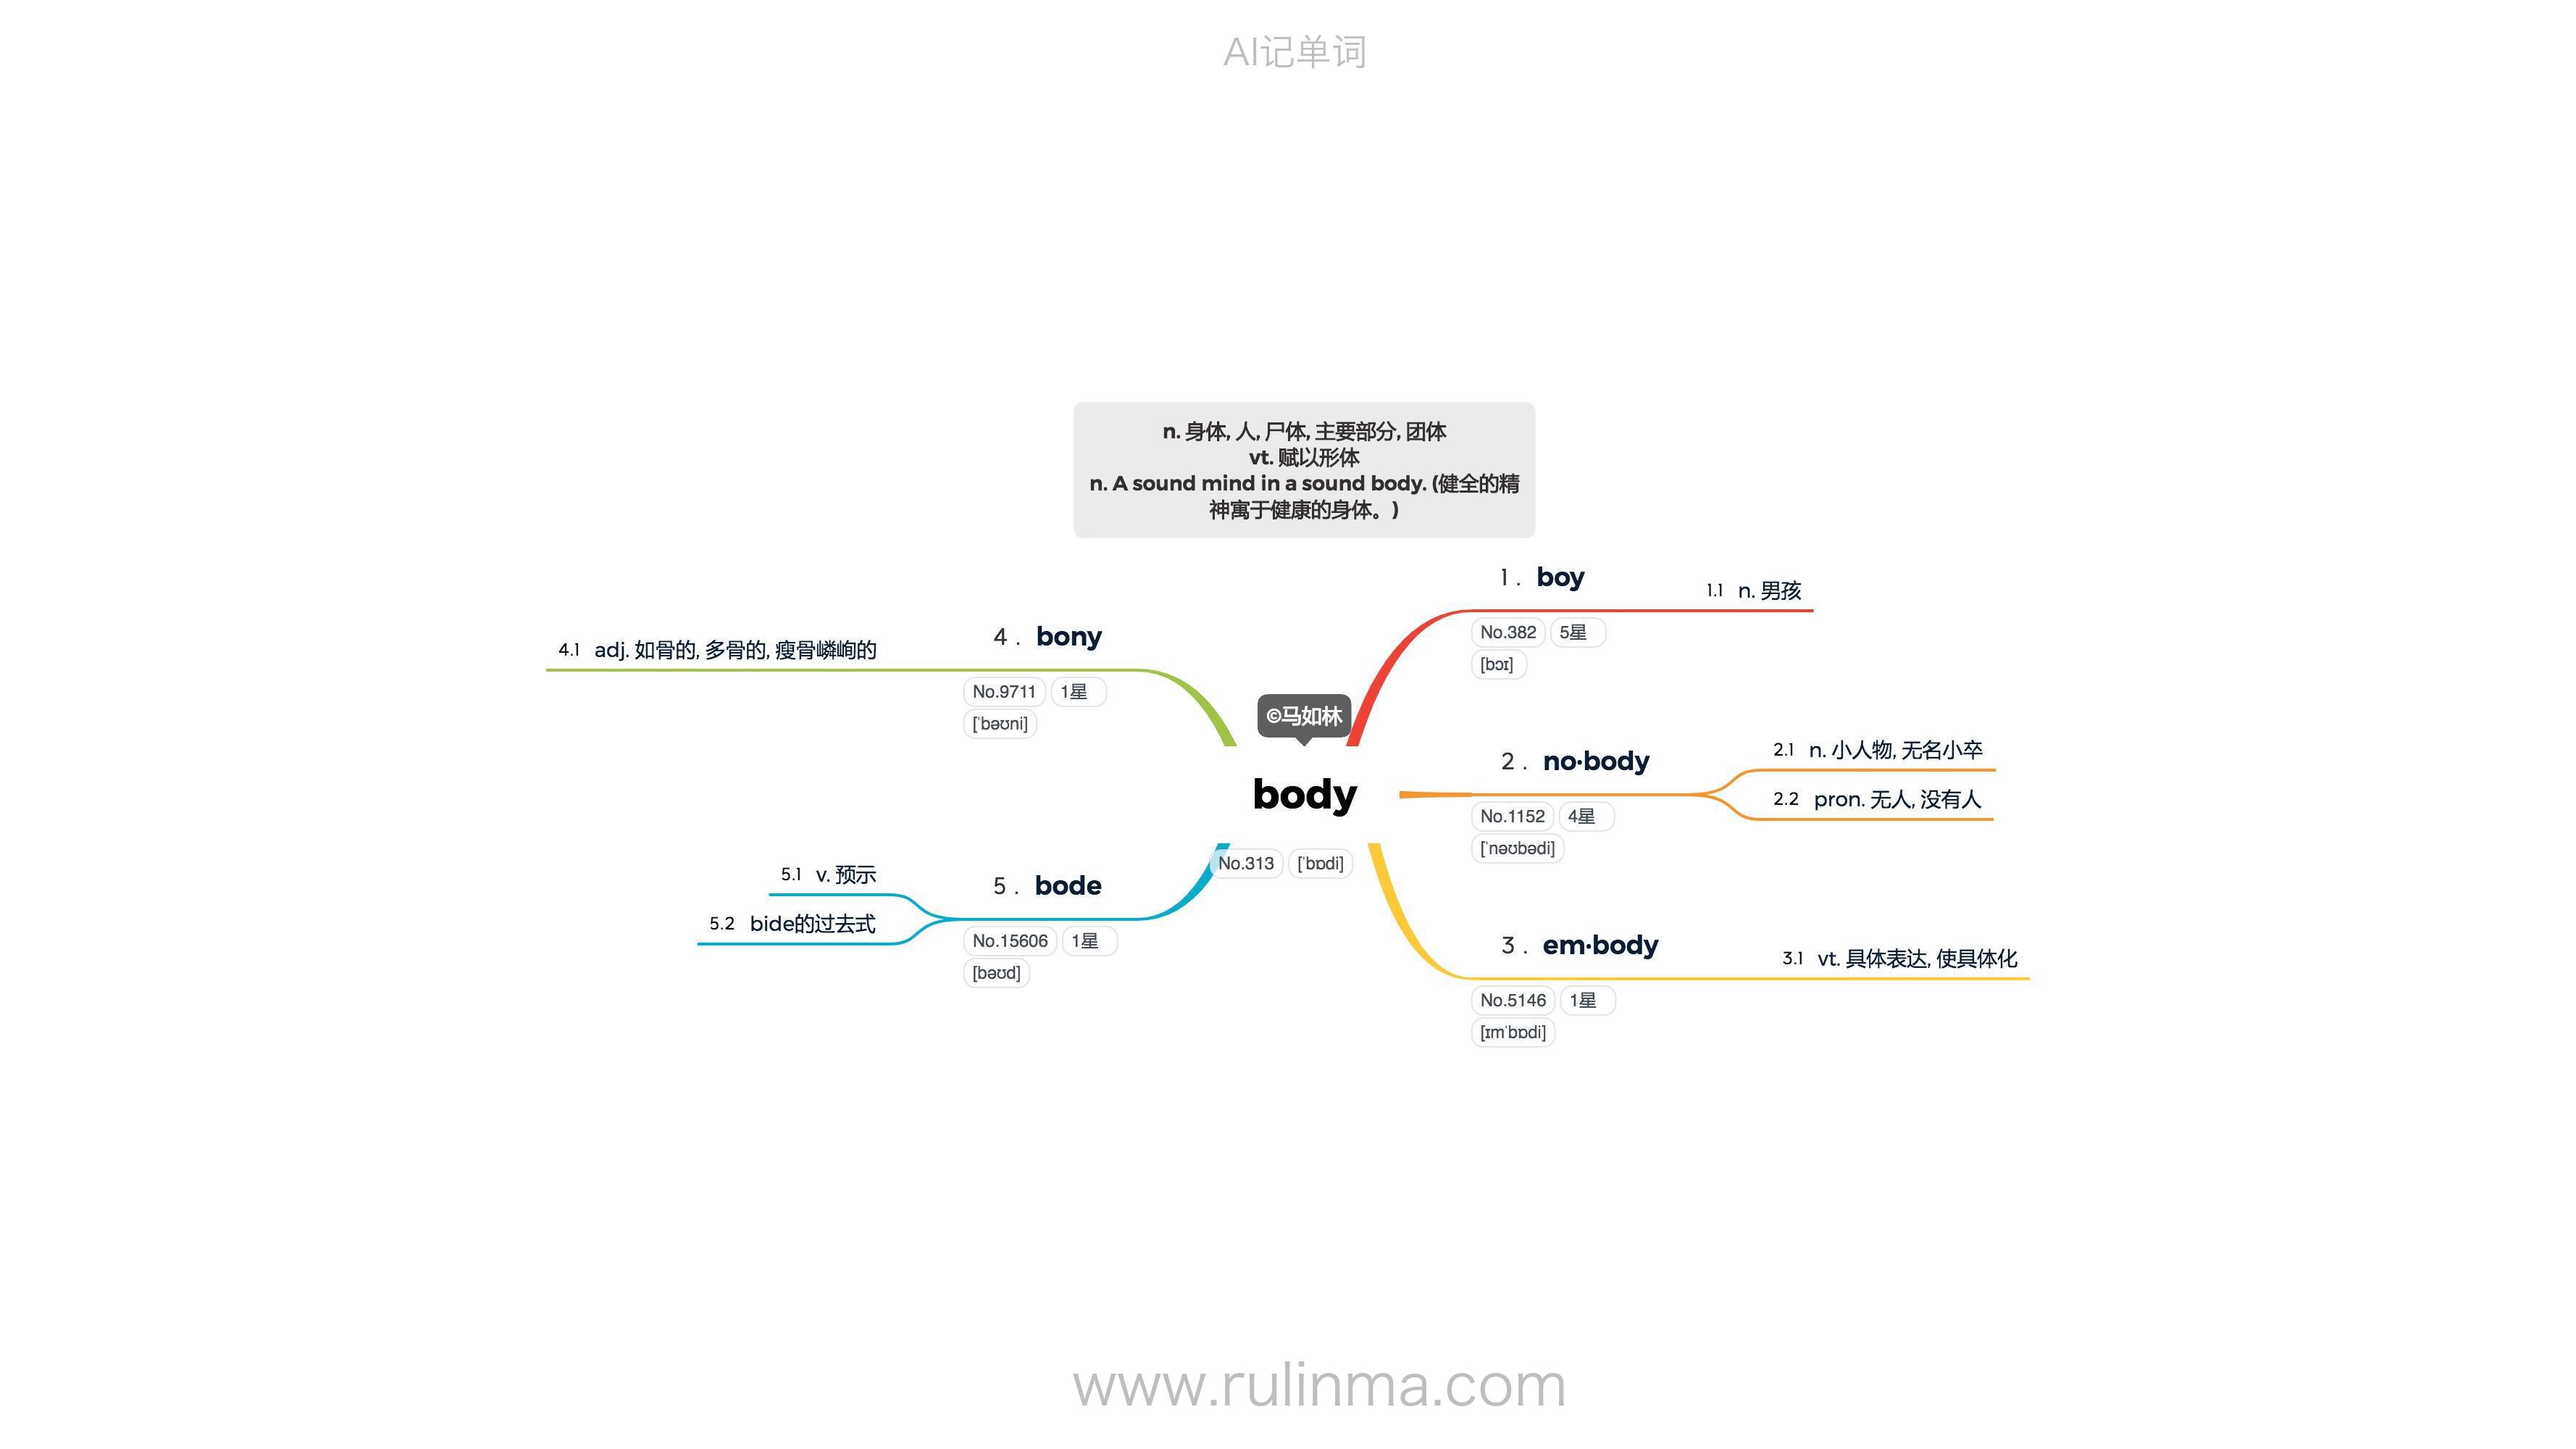 AI记单词
n. 身体, 人, 尸体, 主要部分, 团体
vt. 赋以形体
n. A sound mind in a sound body. (健全的精
神寓于健康的身体。)
©马如林
body
No.313 [ˈbɒdi]
1 . boy
No.382 5星
[bɔɪ]
1.1 n. 男孩
2 . no·body
No.1152 4星
[ˈnəʊbədi]
2.1 n. 小人物, 无名小卒
2.2 pron. 无人, 没有人
3 . em·body
No.5146 1星
[ɪmˈbɒdi]
3.1 vt. 具体表达, 使具体化
4 . bony
No.9711 1星
[ˈbəʊni]
4.1 adj. 如骨的, 多骨的, 瘦骨嶙峋的
5 . bode
No.15606 1星
[bəʊd]
5.1 v. 预示
5.2 bide的过去式
www.rulinma.com